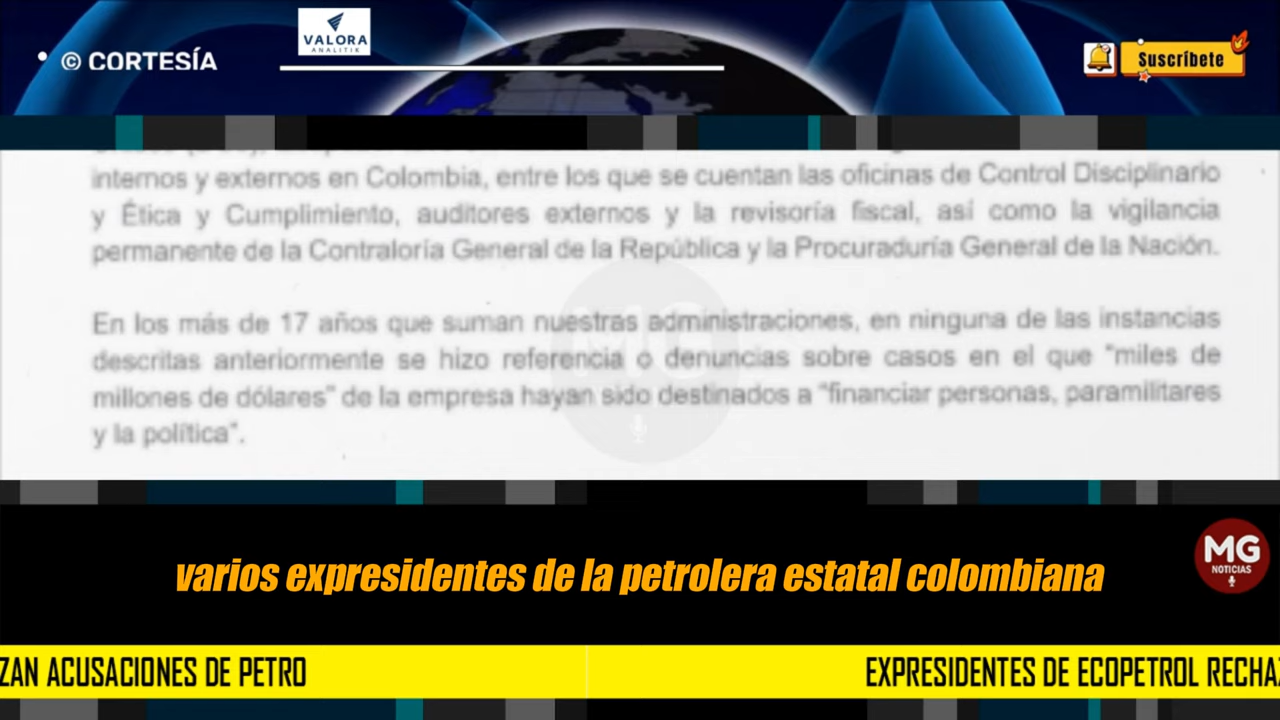 VALORA
ANALITIK
© CORTESÍA
Suscríbete
internos y externos en Colombia, entre los que se cuentan las oficinas de Control Disciplinario
y Ética y Cumplimiento, auditores externos y la revisoría fiscal, así como la vigilancia
permanente de la Contraloría General de la República y la Procuraduría General de la Nación.
En los más de 17 años que suman nuestras administraciones, en ninguna de las instancias
descritas anteriormente se hizo referencia o denuncias sobre casos en el que "miles de
millones de dólares" de la empresa hayan sido destinados a "financiar personas, paramilitares
y la política".
MG
varios expresidentes de la petrolera estatal colombiana
MG
NOTICIAS
ZAN ACUSACIONES DE PETRO
EXPRESIDENTES DE ECOPETROL RECHAZ